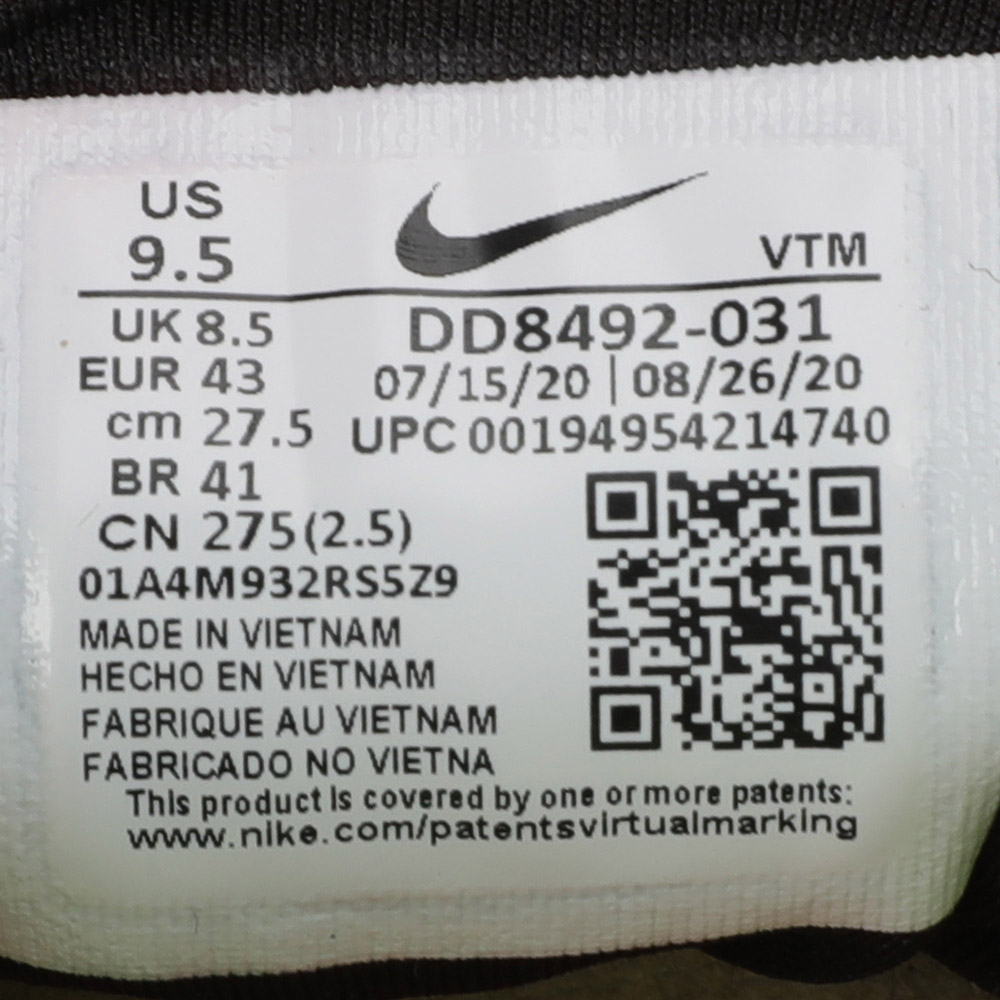 US
9.5
VTM
UK 8.5
EUR 43
cm 27.5
BR 41
CN 275(2.5)
DD8492-031
07/15/20 | 08/26/20
UPC 00194954214740
01A4M932RS5Z9
MADE IN VIETNAM
HECHO EN VIETNAM
FABRIQUE AU VIETNAM
FABRICADO NO VIETNA
This product is covered by one or more patents:
www.nike.com/patentsvirtualmarking